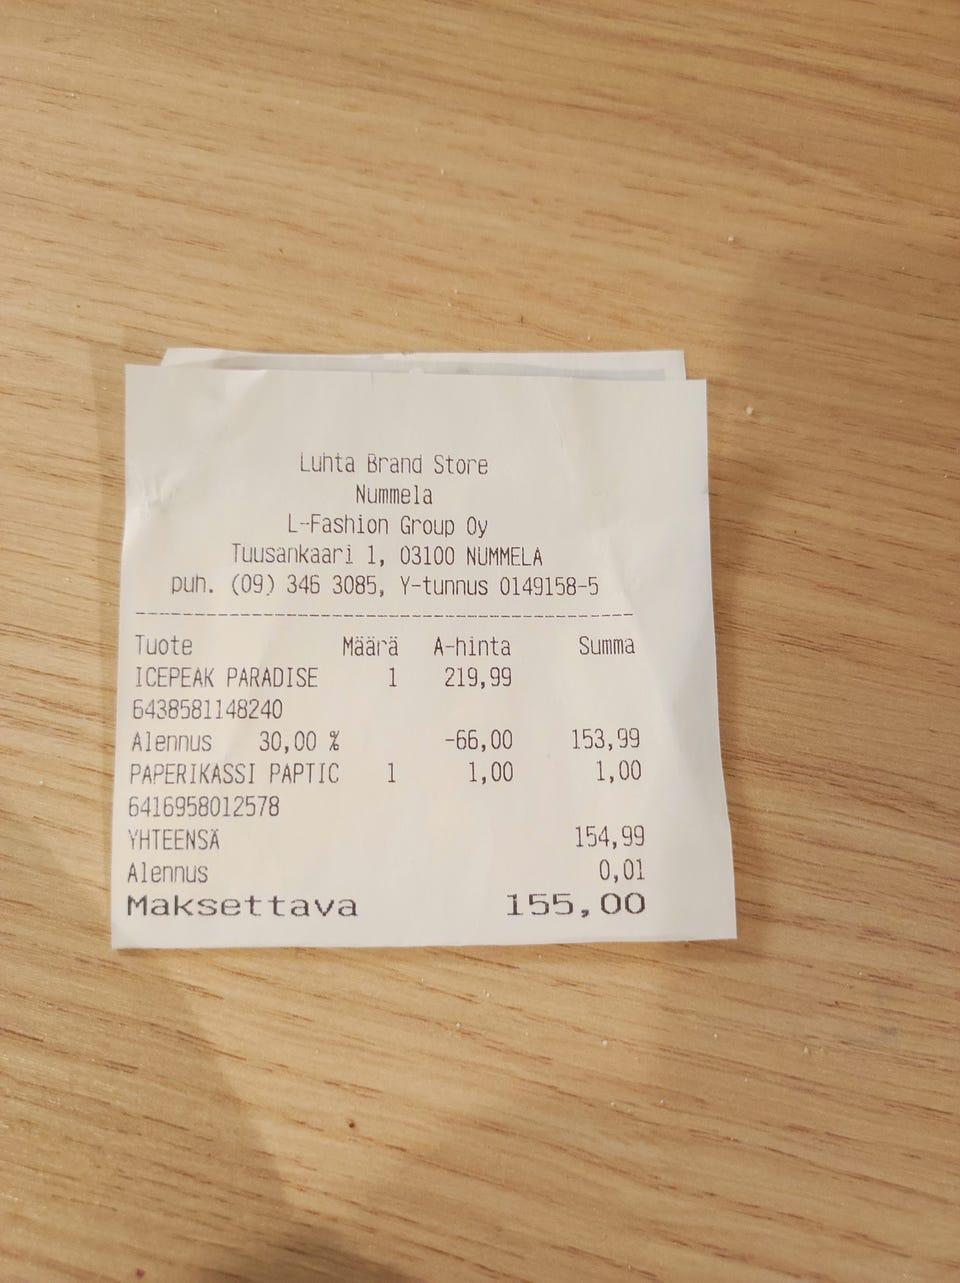 Luhta Brand Store
Nummela
L-Fashion Group Oy
Tuusankaari 1, 03100 NUMMELA
puh. (09) 346 3085, Y-tunnus 0149158-5
Tuote Määrä A-hinta Summa
ICEPEAK PARADISE 1 219,99
6438581148240
Alennus 30,00 % -66,00 153,99
PAPERIKASSI PAPTIC 1 1,00 1,00
6416958012578
YHTEENSÄ 154,99
Alennus 0,01
Maksettava 155,00